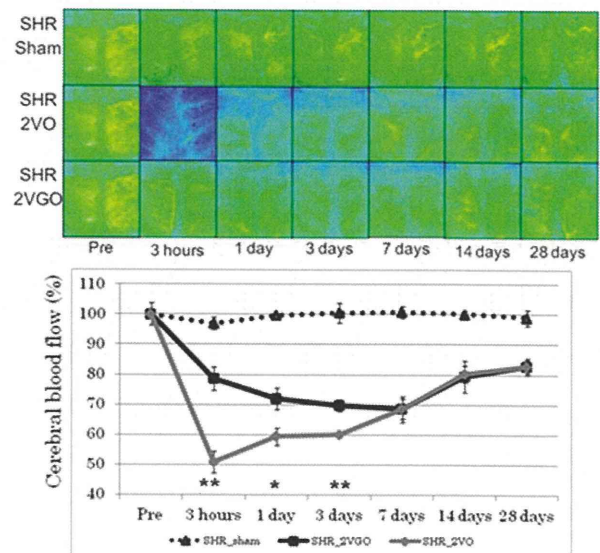 SHR
Sham
SHR
2VO
SHR
2VGO
Pre 3 hours 1 day 3 days 7 days 14 days 28 days
Cerebral blood flow (%)
110
100
90
80
70
60
50
40
** * **
Pre 3 hours 1 day 3 days 7 days 14 days 28 days
SHR_sham SHR_2VGO SHR_2VO